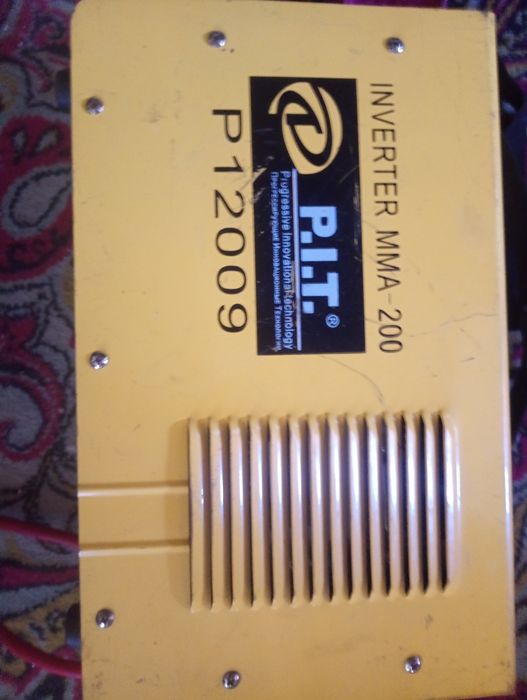 INVERTER MMA-200
P.I.T.®
Progressive Innovational Technology
Прогрессирующие Инновационные Технологии
P12009